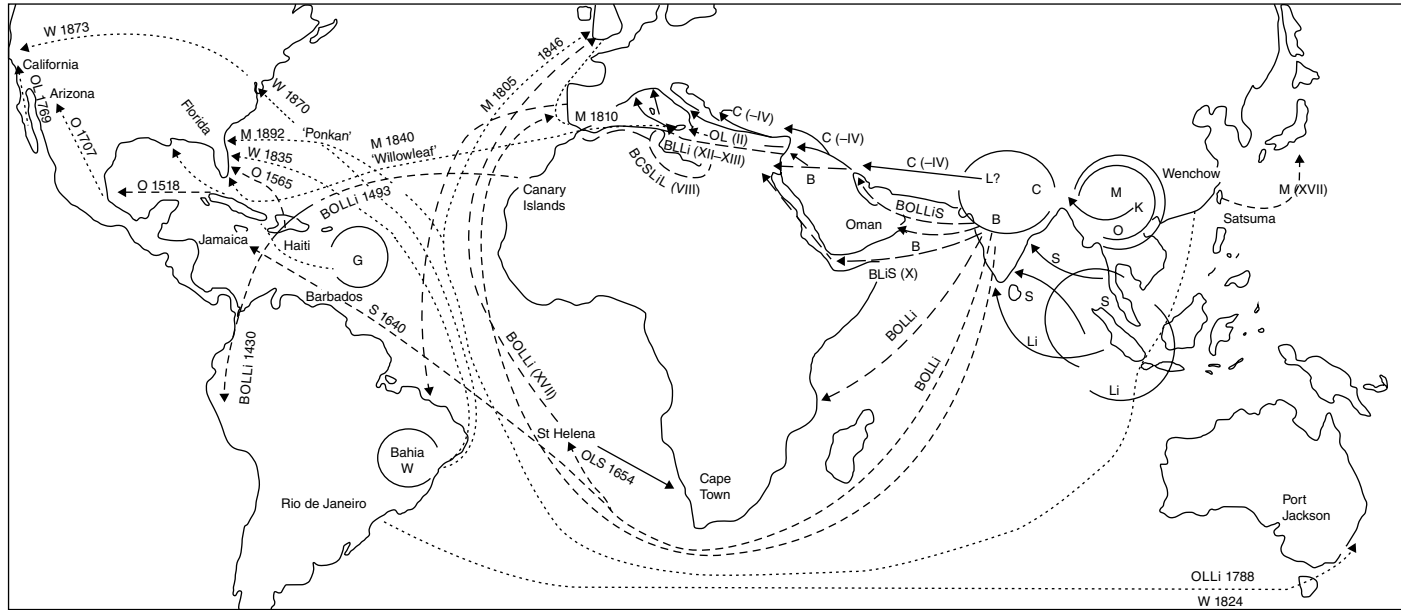 W 1873
California
OL 1769
Arizona
O 1707
Florida
W 1870
M 1892
'Ponkan'
W 1835
O 1565
O 1518
M 1840
'Willowleaf'
BOLLi 1493
M 1805
1846
M 1810
C (–IV)
OL (II)
BLLi (XII–XIII)
BCSLiL (VIII)
C (–IV)
C (–IV)
B
L?
C
M
K
O
Wenchow
M (XVII)
Satsuma
Canary
Islands
Oman
BOLLiS
B
B
BLiS (X)
S
S
S
Li
Li
Jamaica
Haiti
G
Barbados
S 1640
BOLLi 1430
BOLLi (XVII)
BOLLi
BOLLi
St Helena
OLS 1654
Cape
Town
Bahia
W
Rio de Janeiro
Port
Jackson
OLLi 1788
W 1824